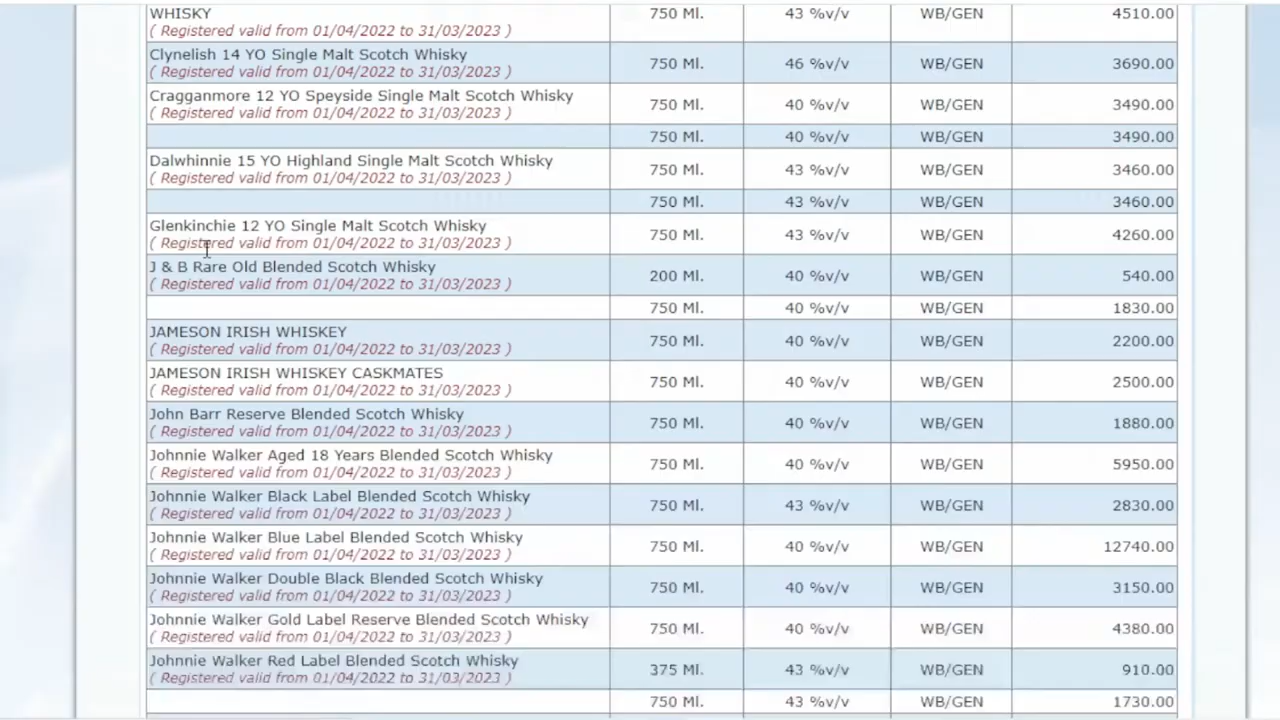 WHISKY 750 Ml. 43 %v/v WB/GEN 4510.00
( Registered valid from 01/04/2022 to 31/03/2023 )
Clynelish 14 YO Single Malt Scotch Whisky 750 Ml. 46 %v/v WB/GEN 3690.00
( Registered valid from 01/04/2022 to 31/03/2023 )
Cragganmore 12 YO Speyside Single Malt Scotch Whisky 750 Ml. 40 %v/v WB/GEN 3490.00
( Registered valid from 01/04/2022 to 31/03/2023 )
750 Ml. 40 %v/v WB/GEN 3490.00
Dalwhinnie 15 YO Highland Single Malt Scotch Whisky 750 Ml. 43 %v/v WB/GEN 3460.00
( Registered valid from 01/04/2022 to 31/03/2023 )
750 Ml. 43 %v/v WB/GEN 3460.00
Glenkinchie 12 YO Single Malt Scotch Whisky 750 Ml. 43 %v/v WB/GEN 4260.00
( Registered valid from 01/04/2022 to 31/03/2023 )
J & B Rare Old Blended Scotch Whisky 200 Ml. 40 %v/v WB/GEN 540.00
( Registered valid from 01/04/2022 to 31/03/2023 )
750 Ml. 40 %v/v WB/GEN 1830.00
JAMESON IRISH WHISKEY 750 Ml. 40 %v/v WB/GEN 2200.00
( Registered valid from 01/04/2022 to 31/03/2023 )
JAMESON IRISH WHISKEY CASKMATES 750 Ml. 40 %v/v WB/GEN 2500.00
( Registered valid from 01/04/2022 to 31/03/2023 )
John Barr Reserve Blended Scotch Whisky 750 Ml. 40 %v/v WB/GEN 1880.00
( Registered valid from 01/04/2022 to 31/03/2023 )
Johnnie Walker Aged 18 Years Blended Scotch Whisky 750 Ml. 40 %v/v WB/GEN 5950.00
( Registered valid from 01/04/2022 to 31/03/2023 )
Johnnie Walker Black Label Blended Scotch Whisky 750 Ml. 43 %v/v WB/GEN 2830.00
( Registered valid from 01/04/2022 to 31/03/2023 )
Johnnie Walker Blue Label Blended Scotch Whisky 750 Ml. 40 %v/v WB/GEN 12740.00
( Registered valid from 01/04/2022 to 31/03/2023 )
Johnnie Walker Double Black Blended Scotch Whisky 750 Ml. 40 %v/v WB/GEN 3150.00
( Registered valid from 01/04/2022 to 31/03/2023 )
Johnnie Walker Gold Label Reserve Blended Scotch Whisky 750 Ml. 40 %v/v WB/GEN 4380.00
( Registered valid from 01/04/2022 to 31/03/2023 )
Johnnie Walker Red Label Blended Scotch Whisky 375 Ml. 43 %v/v WB/GEN 910.00
( Registered valid from 01/04/2022 to 31/03/2023 )
750 Ml. 43 %v/v WB/GEN 1730.00